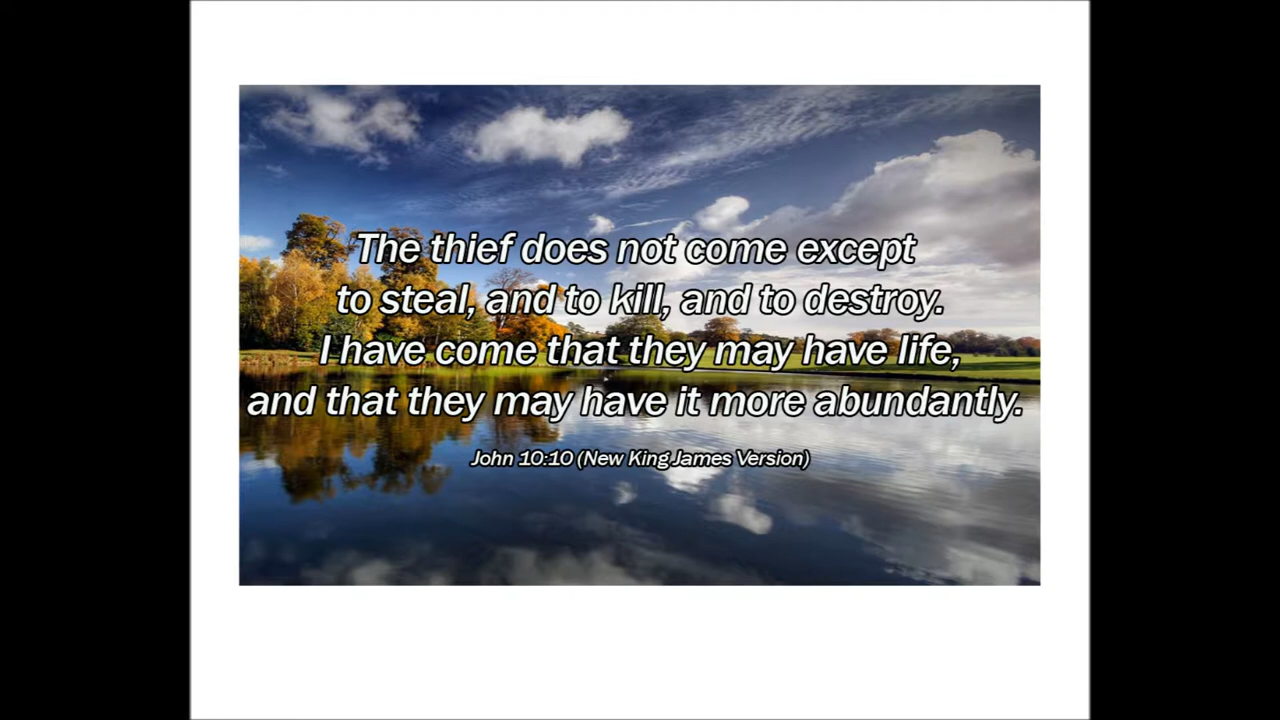 The thief does not come except
to steal, and to kill, and to destroy.
I have come that they may have life,
and that they may have it more abundantly.
John 10:10 (New King James Version)